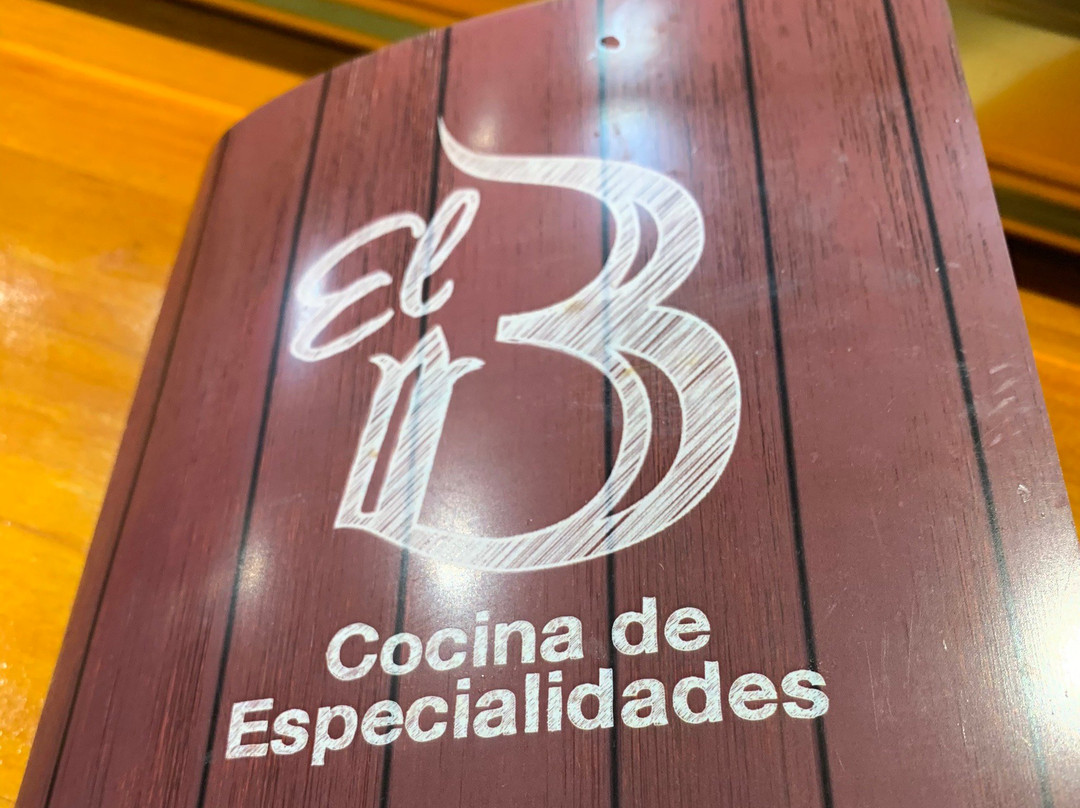 El B
Cocina de
Especialidades